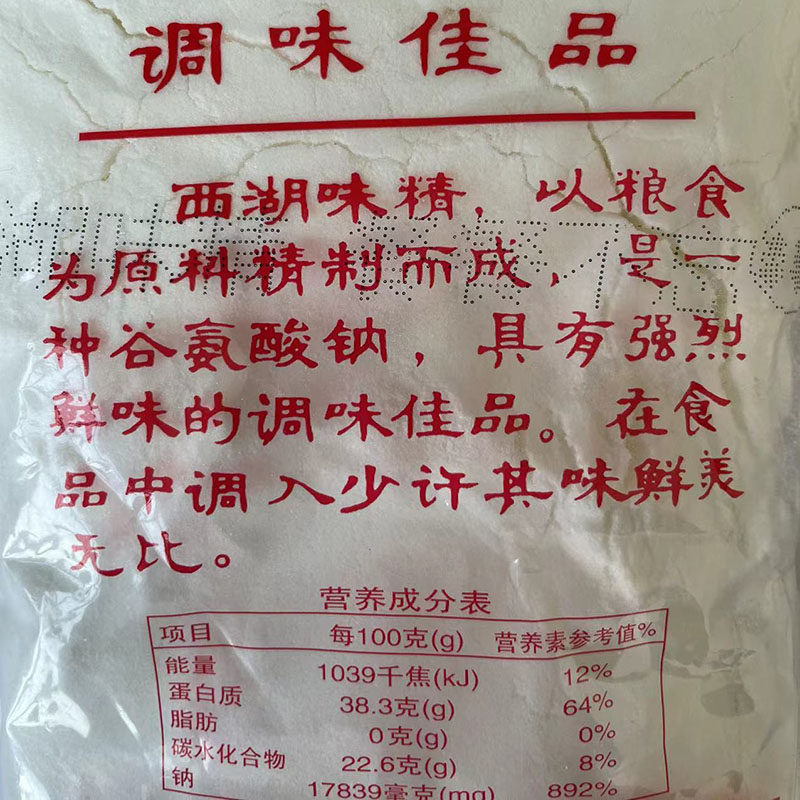 调味佳品
西湖味精，以粮食
为原料精制而成，是一
种谷氨酸钠，具有强烈
鲜味的调味佳品。在食
品中调入少许其味鲜美
无比。
营养成分表
项目 每100克(g) 营养素参考值%
能量 1039千焦(kJ) 12%
蛋白质 38.3克(g) 64%
脂肪 0克(g) 0%
碳水化合物 22.6克(g) 8%
钠 17839毫克(mg) 892%